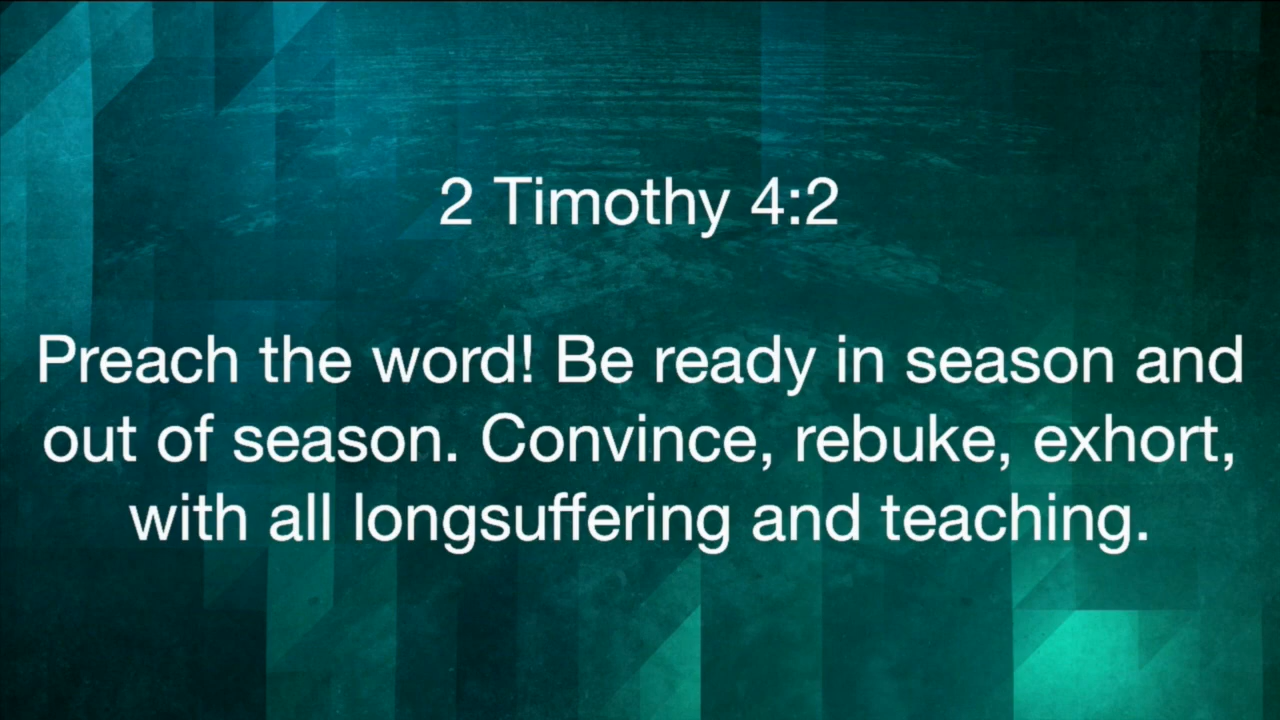 2 Timothy 4:2
Preach the word! Be ready in season and
out of season. Convince, rebuke, exhort,
with all longsuffering and teaching.